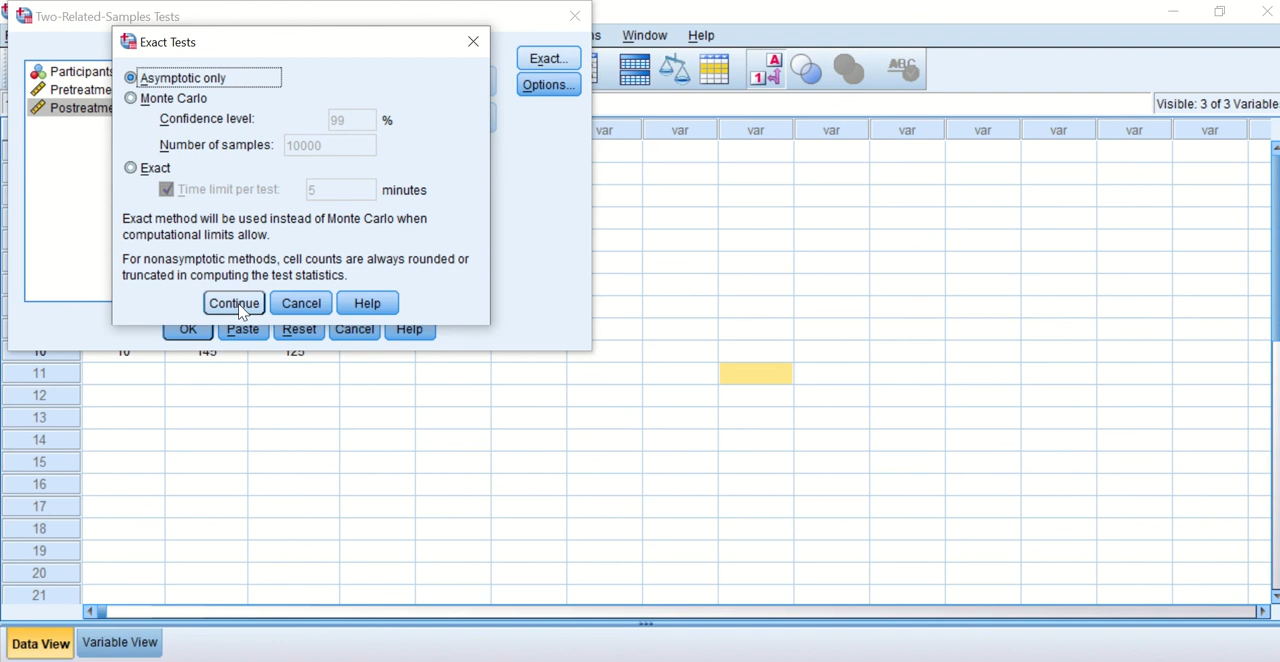 Two-Related-Samples Tests
Exact Tests
Window Help
Participants
Pretreatme
Postreatme
Asymptotic only
Monte Carlo
Confidence level: 99 %
Number of samples: 10000
Exact
Time limit per test: 5 minutes
Exact method will be used instead of Monte Carlo when
computational limits allow.
For nonasymptotic methods, cell counts are always rounded or
truncated in computing the test statistics.
Continue Cancel Help
Exact...
Options...
OK Paste Reset Cancel Help
A
1
ABC
Visible: 3 of 3 Variable
var var var var var var var var var
10 10 145 125
11
12
13
14
15
16
17
18
19
20
21
Data View Variable View